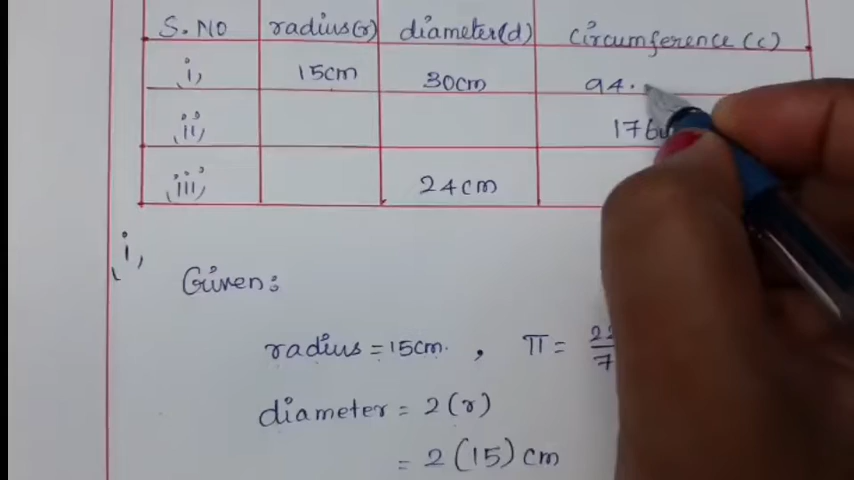 S.No radius(r) diameter(d) Circumference (c)
i, 15cm 30cm 94.
ii, 176
iii, 24cm
i,
Given:
radius = 15cm. , π = 22/7
diameter = 2(r)
= 2(15) cm